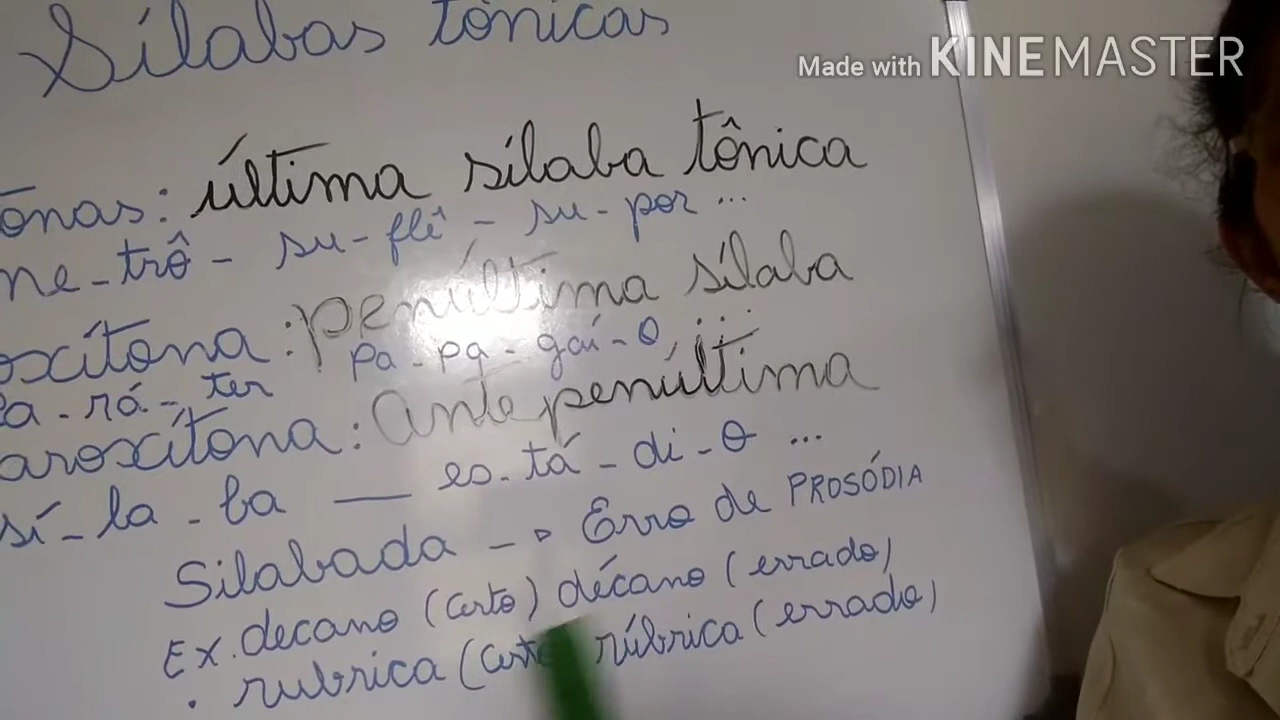 Sílabas tônicas
Made with KINEMASTER
tonas: última sílaba tônica
ne-trô - su-flê - su-por ...
oxítona: penúltima sílaba
a-rá-ter pa-pa-gai-o, ...
aroxítona: antepenúltima
sí-la-ba — es-tá-di-o ...
Silabada -> Erro de PROSÓDIA
Ex. decano (certo) décano (errado)
. rubrica (certo rúbrica (errado)